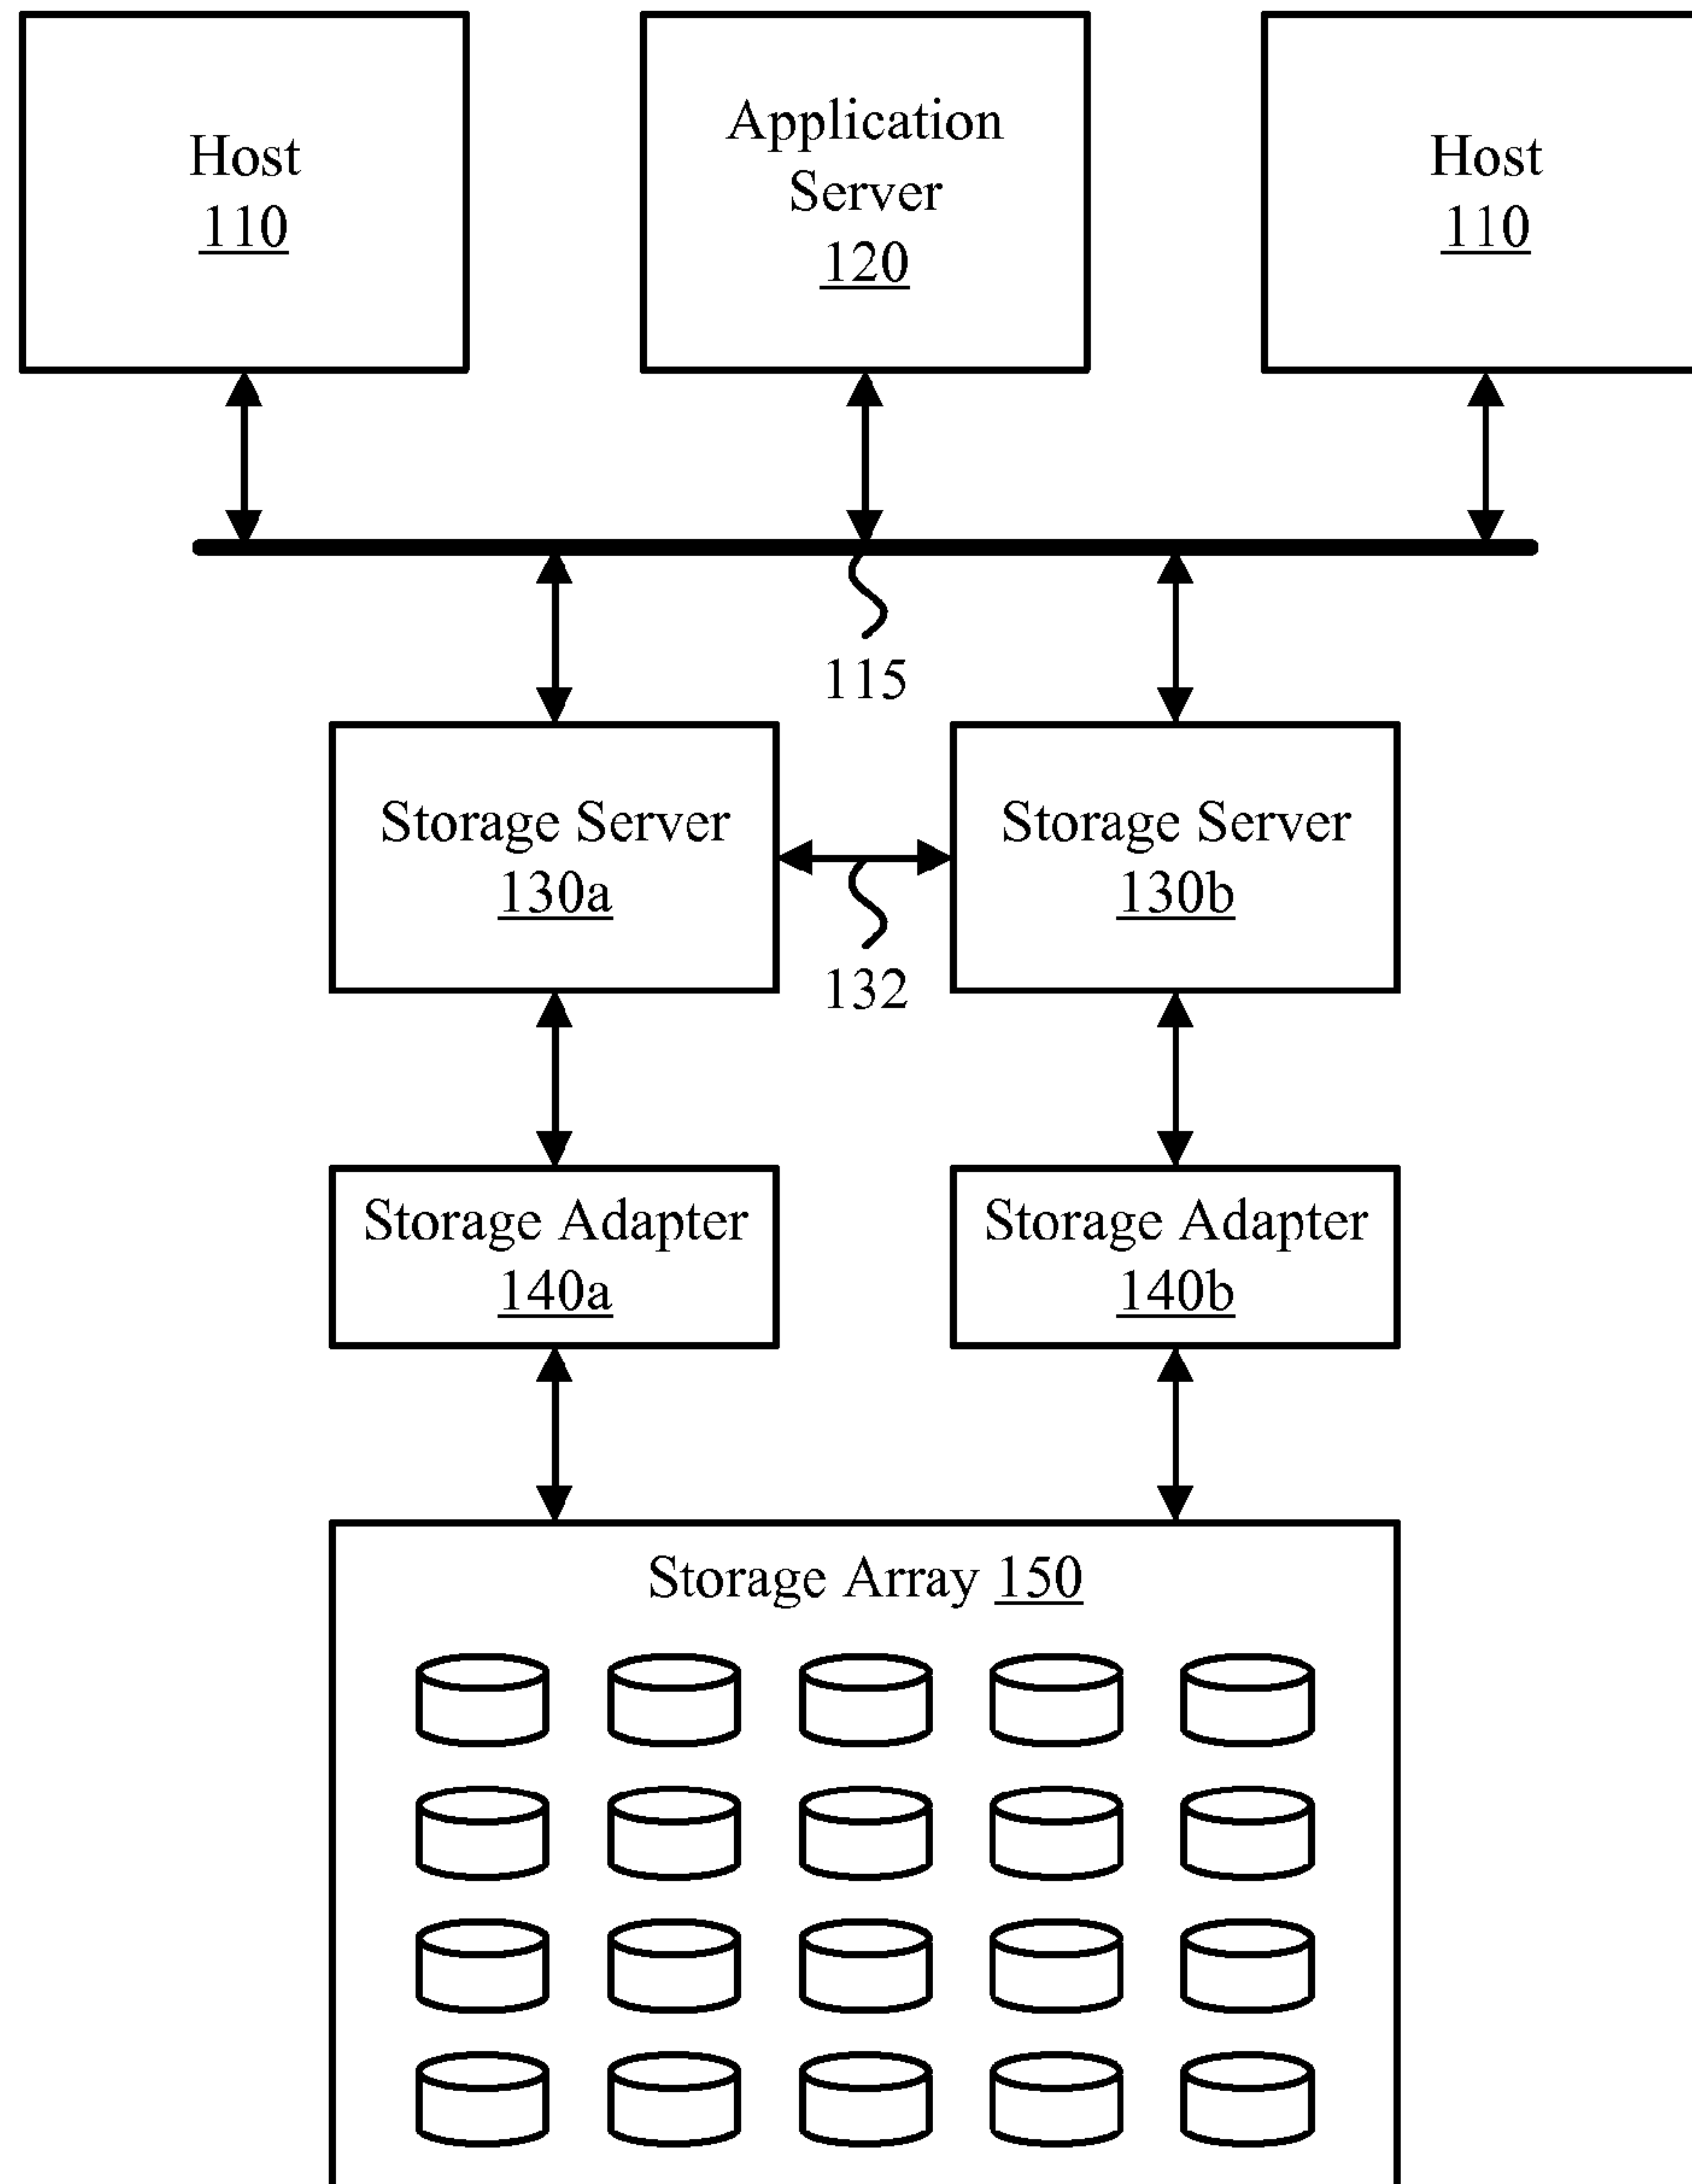 Host
110
Application
Server
120
Host
110
115
Storage Server
130a
132
Storage Server
130b
Storage Adapter
140a
Storage Adapter
140b
Storage Array 150